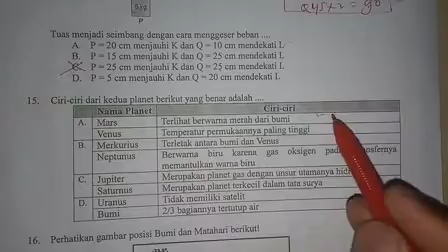 P
Q45+2 = 90
Tuas menjadi seimbang dengan cara menggeser beban ....
A. P = 20 cm menjauhi K dan Q = 10 cm mendekati L
B. P = 15 cm menjauhi K dan Q = 25 cm mendekati L
C. P = 25 cm menjauhi K dan Q = 25 cm mendekati L
D. P = 5 cm menjauhi K dan Q = 20 cm mendekati L
15. Ciri-ciri dari kedua planet berikut yang benar adalah ....
Nama Planet Ciri-ciri
A. Mars Terlihat berwarna merah dari bumi
Venus Temperatur permukaannya paling tinggi
B. Merkurius Terletak antara bumi dan Venus
Neptunus Berwarna biru karena gas oksigen pada
memantulkan warna biru
C. Jupiter Merupakan planet gas dengan unsur utamanya
Saturnus Merupakan planet terkecil dalam tata surya
D. Uranus Tidak memiliki satelit
Bumi 2/3 bagiannya tertutup air
16. Perhatikan gambar posisi Bumi dan Matahari berikut!